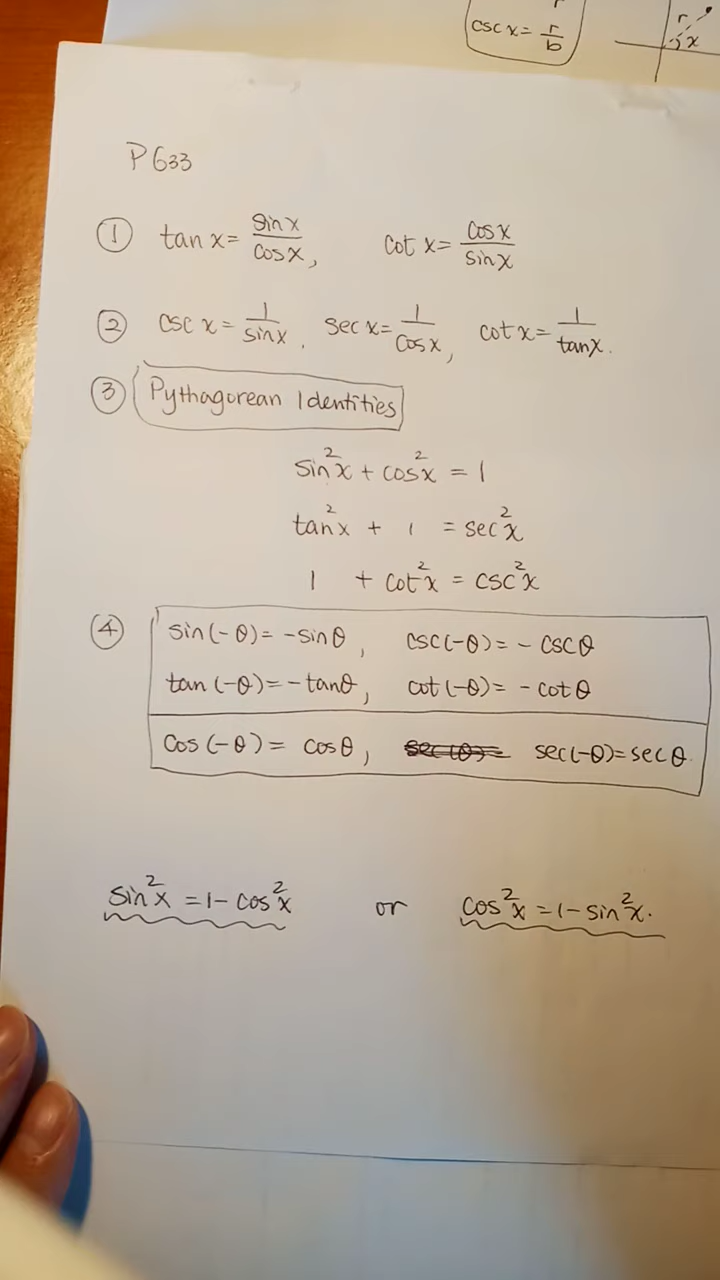 csc x = r/b
r
x
P633
① tan x = sin x/cos x, cot x = cos x/sin x
② csc x = 1/sin x. sec x = 1/cos x, cot x = 1/tan x.
③ Pythagorean Identities
sin²x + cos²x = 1
tan²x + 1 = sec²x
1 + cot²x = csc²x
④ sin(-θ) = -sinθ, csc(-θ) = - cscθ
tan(-θ) = -tanθ, cot(-θ) = - cotθ
cos(-θ) = cosθ, sec(-θ) = secθ.
sin²x = 1 - cos²x or cos²x = 1 - sin²x.